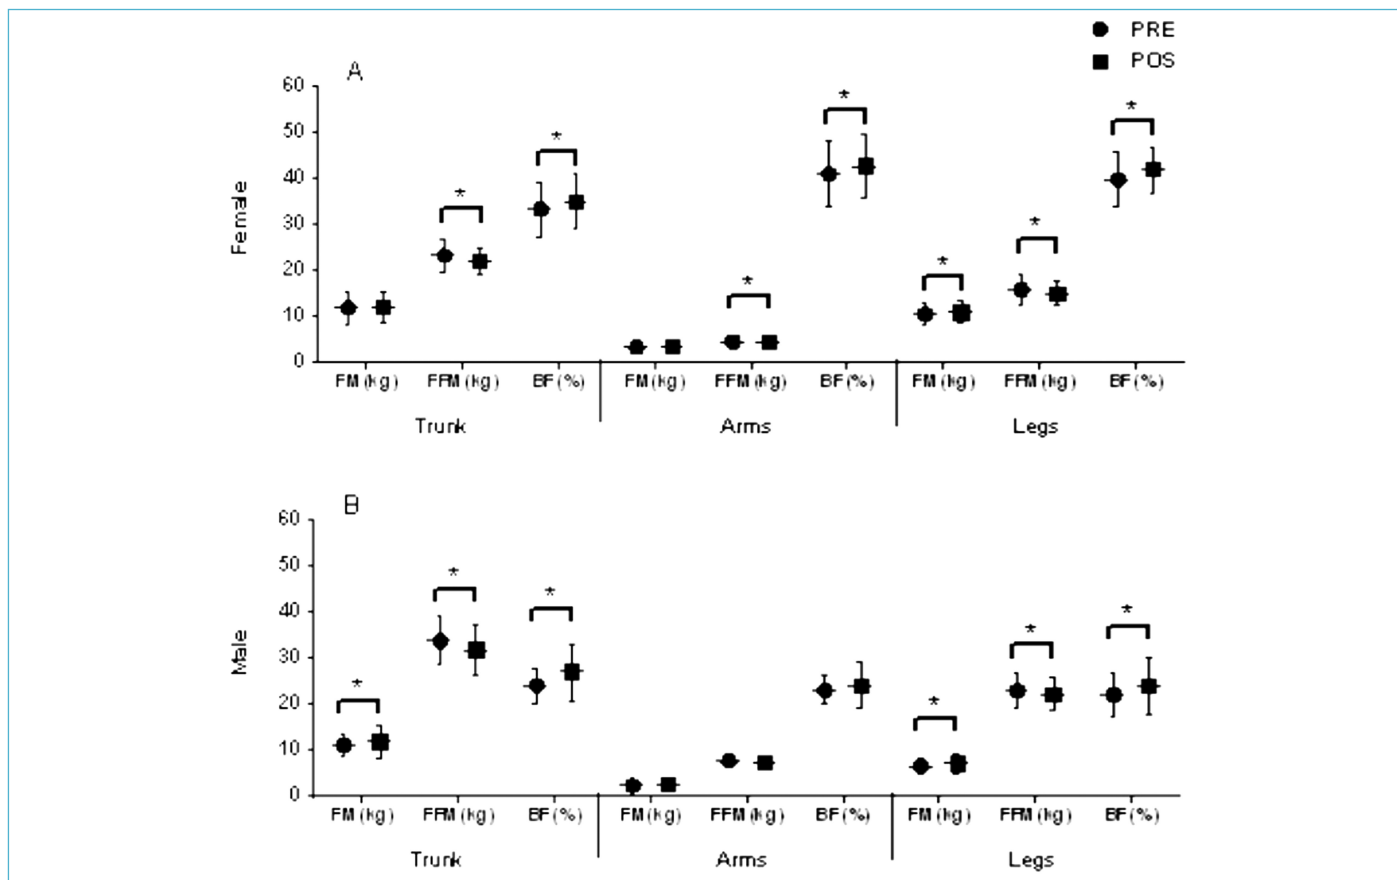 PRE
POS
A
60
50
40
30
20
10
0
Female
* * * * * * * *
FM (kg) FFM (kg) BF (%) FM (kg) FFM (kg) BF (%) FM (kg) FFM (kg) BF (%)
Trunk Arms Legs
B
60
50
40
30
20
10
0
Male
* * * * * *
FM (kg) FFM (kg) BF (%) FM (kg) FFM (kg) BF (%) FM (kg) FFM (kg) BF (%)
Trunk Arms Legs